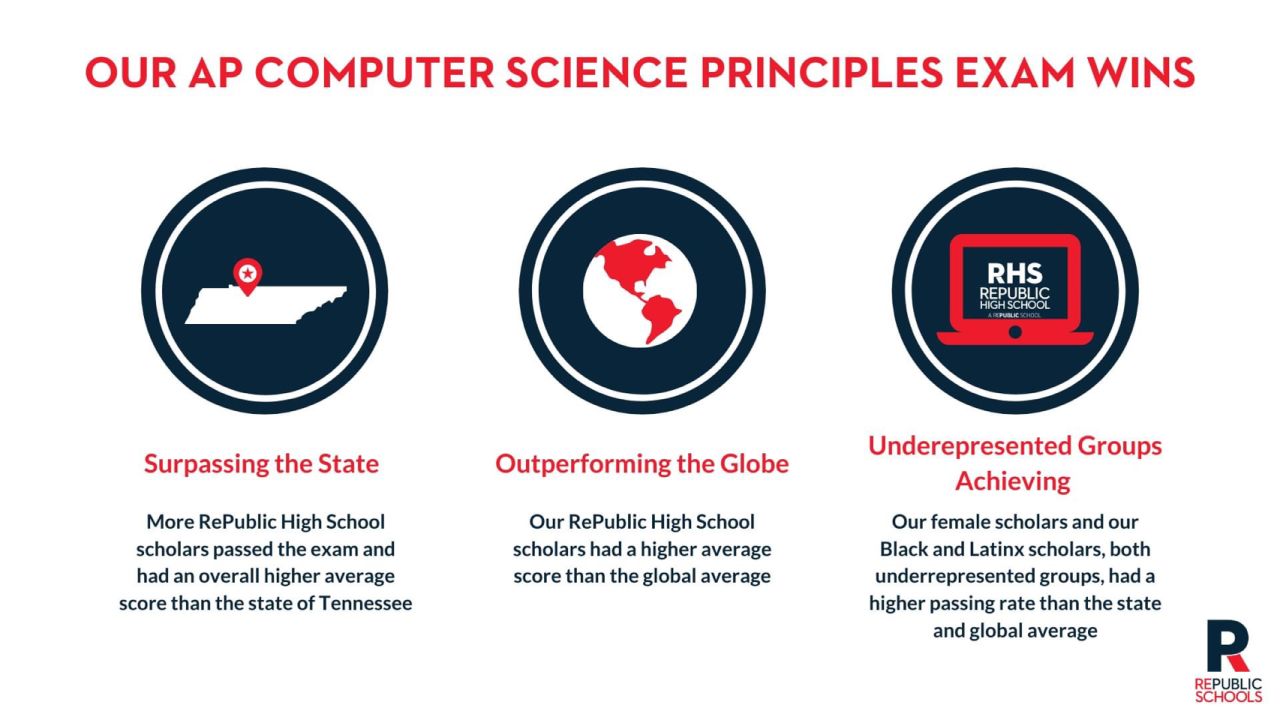 OUR AP COMPUTER SCIENCE PRINCIPLES EXAM WINS
RHS
REPUBLIC
HIGH SCHOOL
A REPUBLIC SCHOOL
Surpassing the State
More RePublic High School
scholars passed the exam and
had an overall higher average
score than the state of Tennessee
Outperforming the Globe
Our RePublic High School
scholars had a higher average
score than the global average
Underepresented Groups
Achieving
Our female scholars and our
Black and Latinx scholars, both
underrepresented groups, had a
higher passing rate than the state
and global average
R
REPUBLIC
SCHOOLS